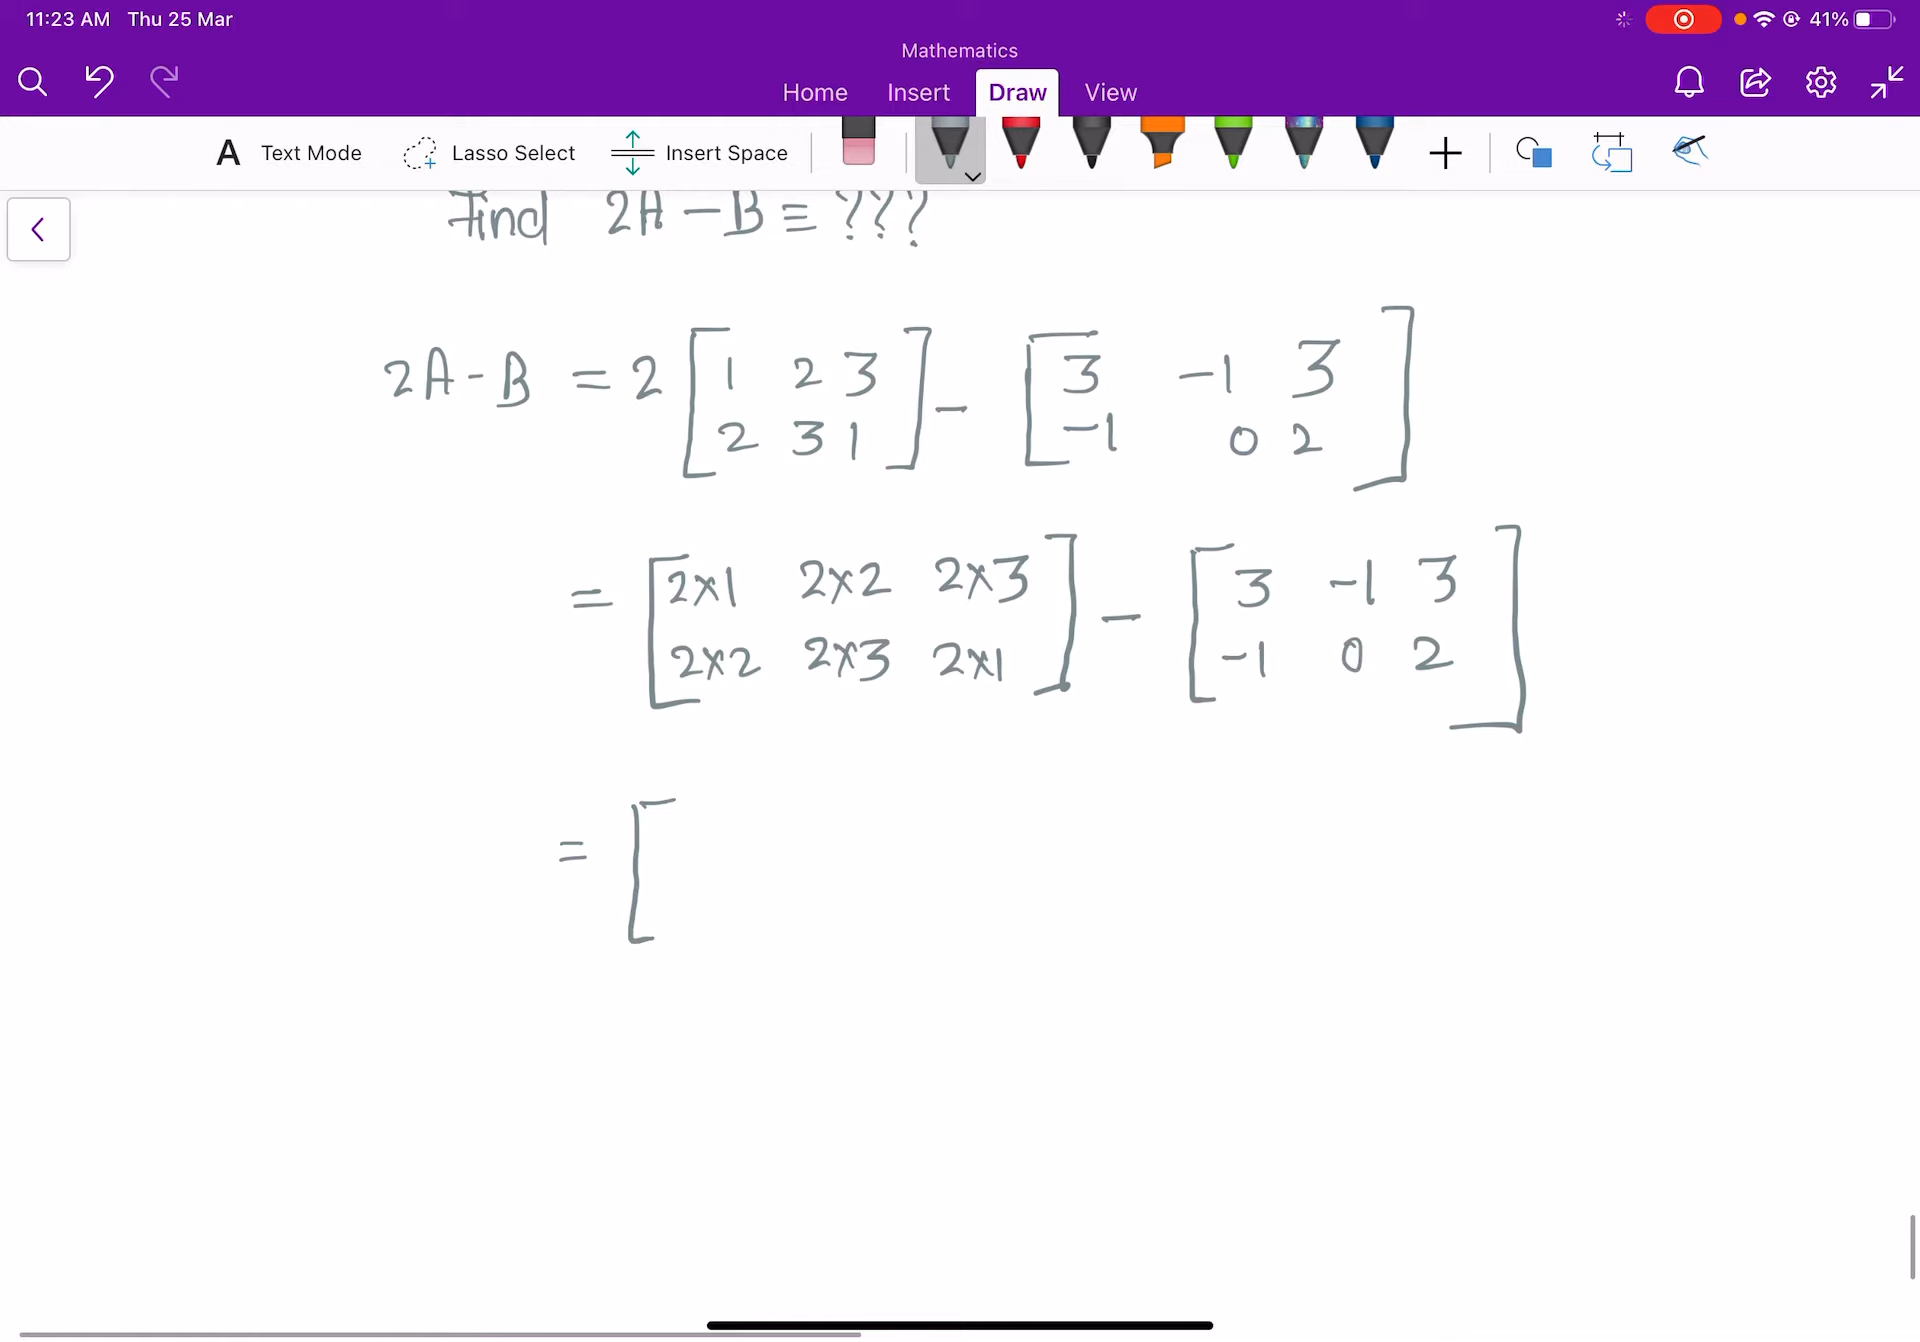 11:23 AM Thu 25 Mar
41%
Mathematics
Home Insert Draw View
A Text Mode Lasso Select Insert Space
Find 2A - B ≡ ???
2A - B = 2 [ 1 2 3 ] - [ 3 -1 3 ]
2 3 1 -1 0 2
= [ 2×1 2×2 2×3 ] - [ 3 -1 3 ]
2×2 2×3 2×1 -1 0 2
= [